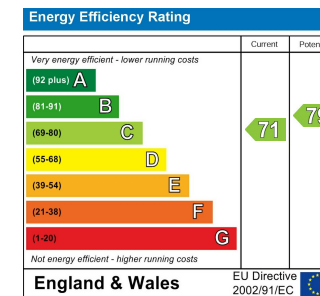 Energy Efficiency Rating
Current
Very energy efficient - lower running costs
(92 plus) A
(81-91) B
(69-80) C
71
(55-68) D
(39-54) E
(21-38) F
(1-20) G
Not energy efficient - higher running costs
England & Wales
EU Directive
2002/91/EC